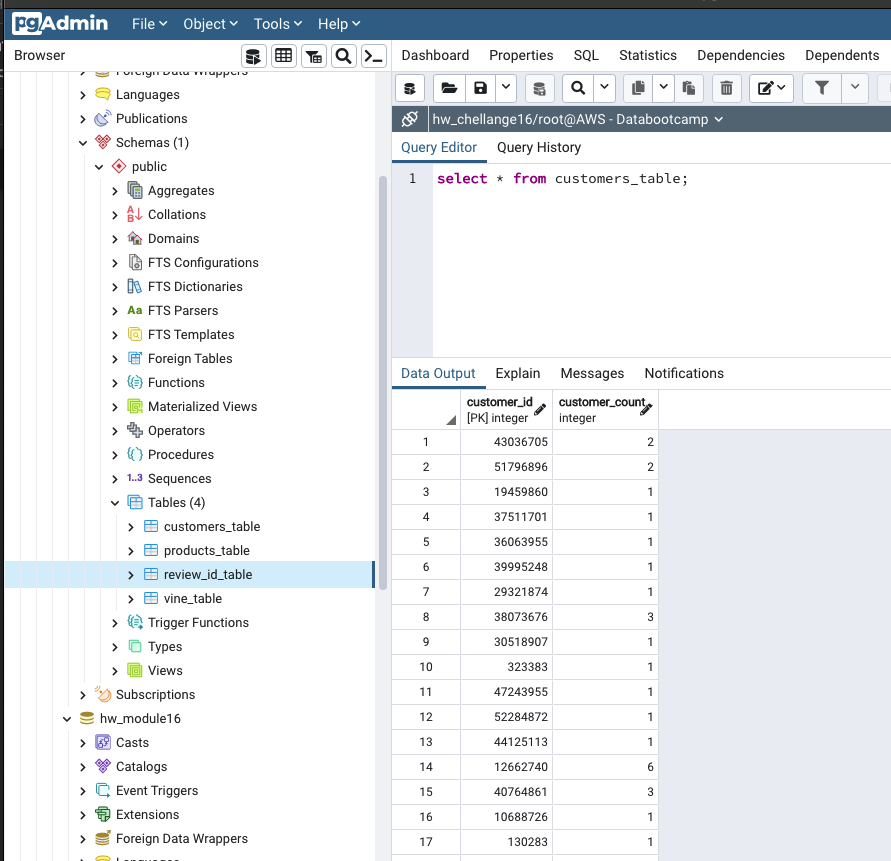 pgAdmin File Object Tools Help
Browser
Dashboard Properties SQL Statistics Dependencies Dependents
Foreign Data Wrappers
Languages
Publications
Schemas (1)
public
Aggregates
Collations
Domains
FTS Configurations
FTS Dictionaries
Aa FTS Parsers
FTS Templates
Foreign Tables
Functions
Materialized Views
Operators
Procedures
1..3 Sequences
Tables (4)
customers_table
products_table
review_id_table
vine_table
Trigger Functions
Types
Views
Subscriptions
hw_module16
Casts
Catalogs
Event Triggers
Extensions
Foreign Data Wrappers
Languages
hw_chellange16/root@AWS - Databootcamp
Query Editor Query History
1 select * from customers_table;
Data Output Explain Messages Notifications
customer_id customer_count
[PK] integer integer
1 43036705 2
2 51796896 2
3 19459860 1
4 37511701 1
5 36063955 1
6 39995248 1
7 29321874 1
8 38073676 3
9 30518907 1
10 323383 1
11 47243955 1
12 52284872 1
13 44125113 1
14 12662740 6
15 40764861 3
16 10688726 1
17 130283 1